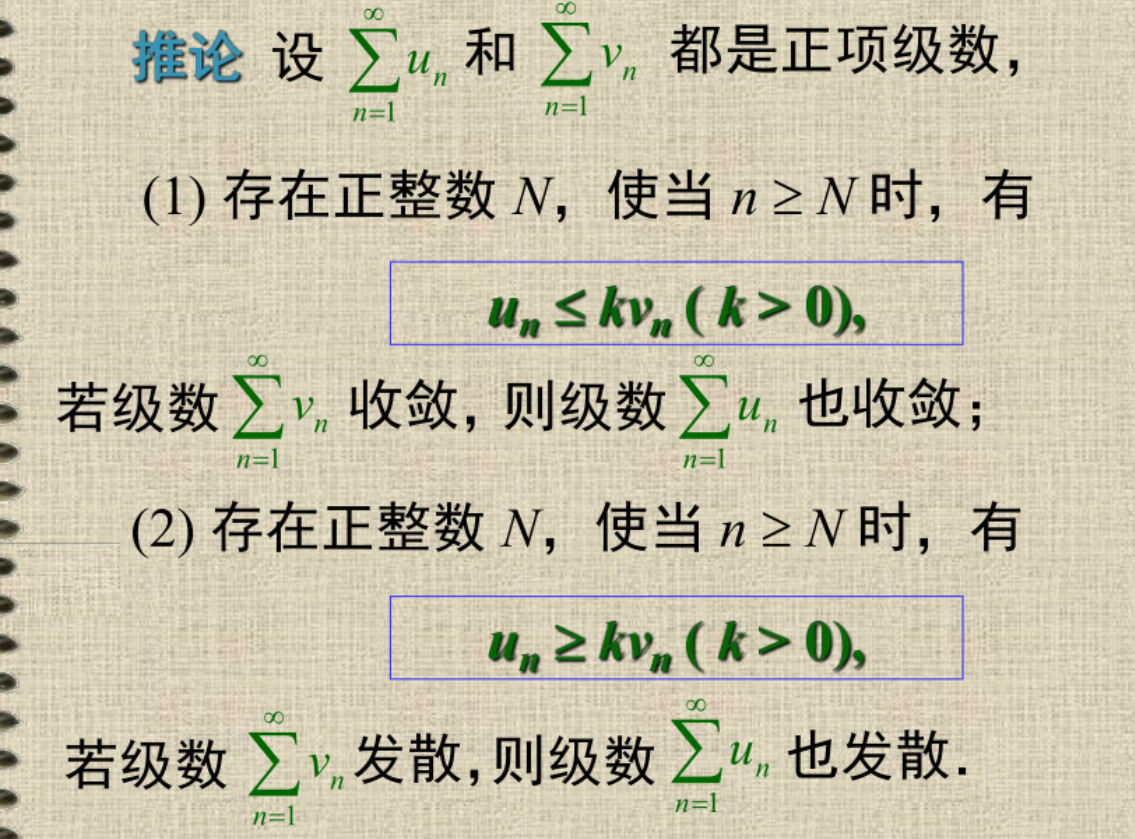 推论 设 $\sum_{n=1}^{\infty} u_n$ 和 $\sum_{n=1}^{\infty} v_n$ 都是正项级数，
(1) 存在正整数 N，使当 n ≥ N 时，有
$u_n \le kv_n$ ( k > 0),
若级数 $\sum_{n=1}^{\infty} v_n$ 收敛，则级数 $\sum_{n=1}^{\infty} u_n$ 也收敛；
(2) 存在正整数 N，使当 n ≥ N 时，有
$u_n \ge kv_n$ ( k > 0),
若级数 $\sum_{n=1}^{\infty} v_n$ 发散，则级数 $\sum_{n=1}^{\infty} u_n$ 也发散.